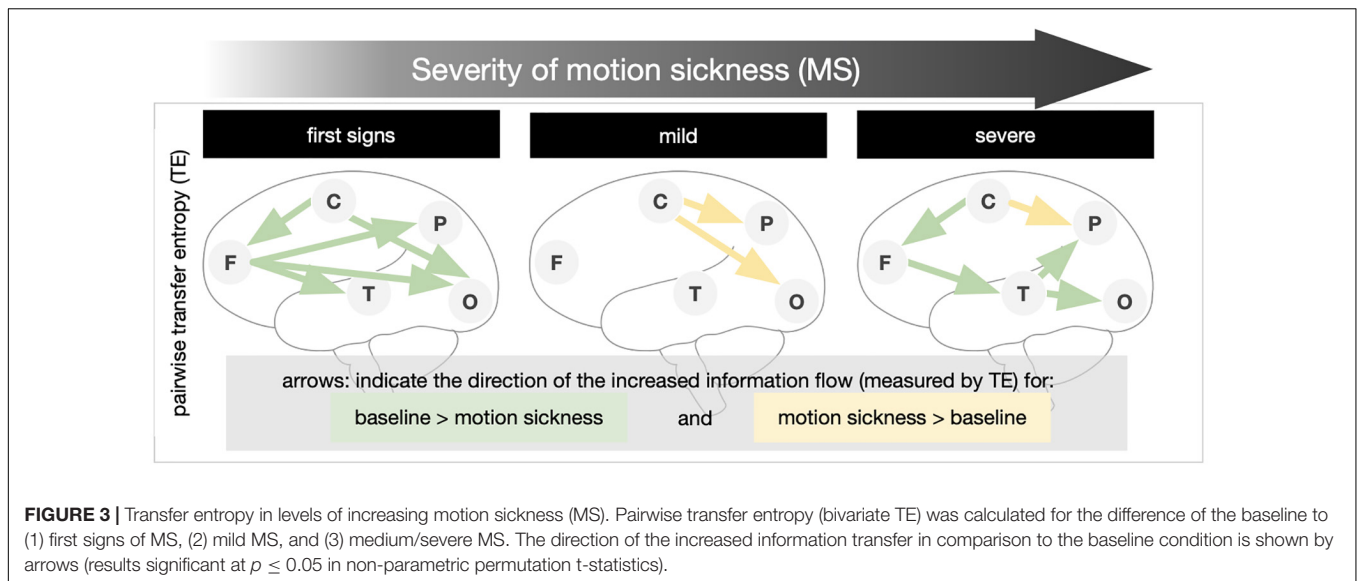 Severity of motion sickness (MS)
first signs
mild
severe
pairwise transfer entropy (TE)
C
P
F
T
O
C
P
F
T
O
C
P
F
T
O
arrows: indicate the direction of the increased information flow (measured by TE) for:
baseline > motion sickness and motion sickness > baseline
FIGURE 3 | Transfer entropy in levels of increasing motion sickness (MS). Pairwise transfer entropy (bivariate TE) was calculated for the difference of the baseline to
(1) first signs of MS, (2) mild MS, and (3) medium/severe MS. The direction of the increased information transfer in comparison to the baseline condition is shown by
arrows (results significant at p ≤ 0.05 in non-parametric permutation t-statistics).